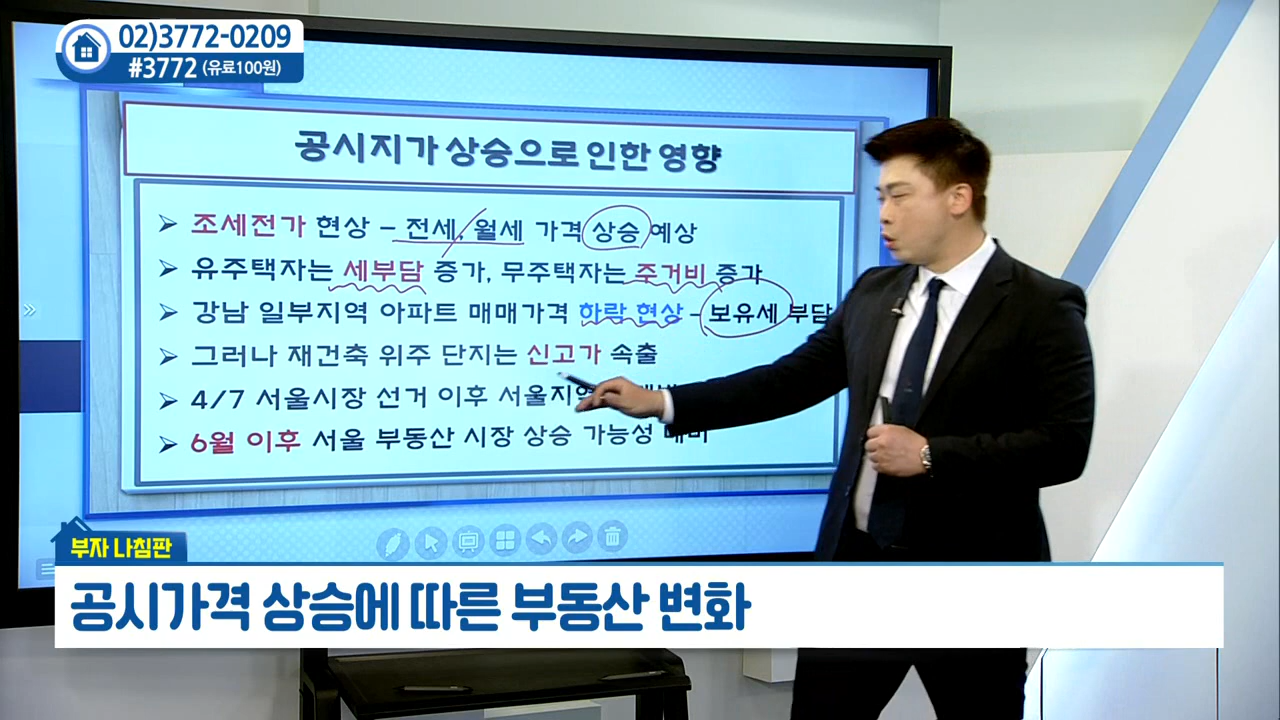 02)3772-0209
#3772 (유료100원)
공시지가 상승으로 인한 영향
➢ 조세전가 현상 – 전세, 월세 가격 상승 예상
➢ 유주택자는 세부담 증가, 무주택자는 주거비 증가
➢ 강남 일부지역 아파트 매매가격 하락 현상 – 보유세 부담
➢ 그러나 재건축 위주 단지는 신고가 속출
➢ 4/7 서울시장 선거 이후 서울지역
➢ 6월 이후 서울 부동산 시장 상승 가능성 대비
부자 나침판
공시가격 상승에 따른 부동산 변화